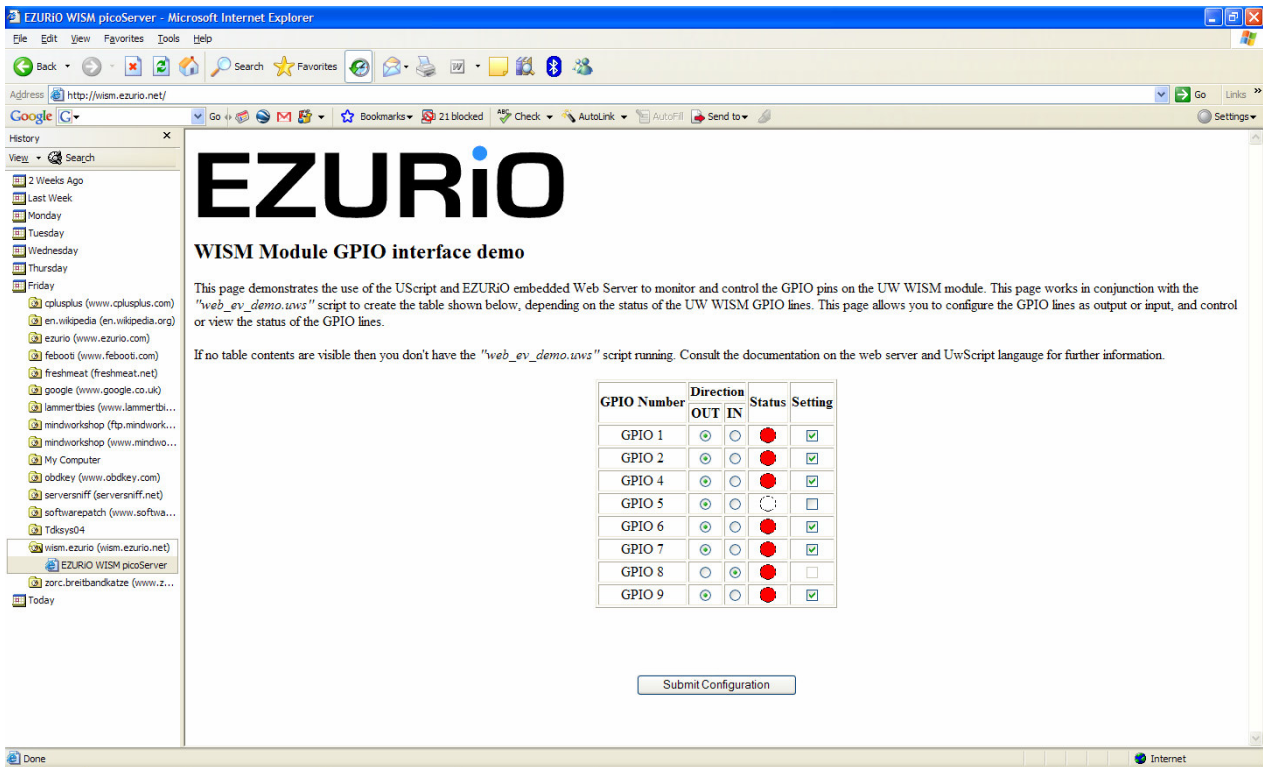 EZURiO WISM picoServer - Microsoft Internet Explorer
File Edit View Favorites Tools Help
Back Search Favorites
Address http://wism.ezurio.net/ Go Links »
Google G Go Bookmarks 21 blocked ABC Check AutoLink AutoFill Send to Settings
History
View Search
2 Weeks Ago
Last Week
Monday
Tuesday
Wednesday
Thursday
Friday
cplusplus (www.cplusplus.com)
en.wikipedia (en.wikipedia.org)
ezurio (www.ezurio.com)
febooti (www.febooti.com)
freshmeat (freshmeat.net)
google (www.google.co.uk)
lammertbies (www.lammertbi...
mindworkshop (ftp.mindwork...
mindworkshop (www.mindwo...
My Computer
obdkey (www.obdkey.com)
serversniff (serversniff.net)
softwarepatch (www.softwa...
Tdksys04
wism.ezurio (wism.ezurio.net)
EZURiO WISM picoServer
zorc.breitbandkatze (www.z...
Today
EZURiO
WISM Module GPIO interface demo
This page demonstrates the use of the UScript and EZURiO embedded Web Server to monitor and control the GPIO pins on the UW WISM module. This page works in conjunction with the
"web_ev_demo.uws" script to create the table shown below, depending on the status of the UW WISM GPIO lines. This page allows you to configure the GPIO lines as output or input, and control
or view the status of the GPIO lines.
If no table contents are visible then you don't have the "web_ev_demo.uws" script running. Consult the documentation on the web server and UwScript langauge for further information.
GPIO Number Direction Status Setting
OUT IN
GPIO 1
GPIO 2
GPIO 4
GPIO 5
GPIO 6
GPIO 7
GPIO 8
GPIO 9
Submit Configuration
Done Internet